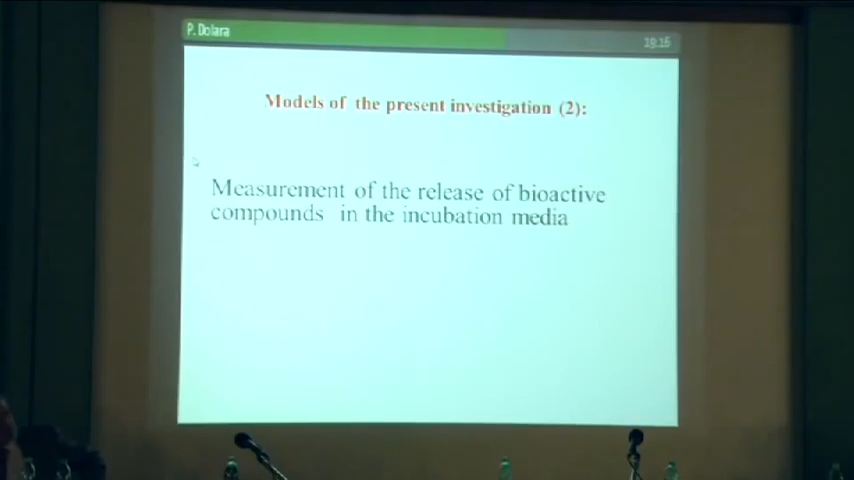 P. Dolara
19:16
Models of the present investigation (2):
Measurement of the release of bioactive
compounds in the incubation media